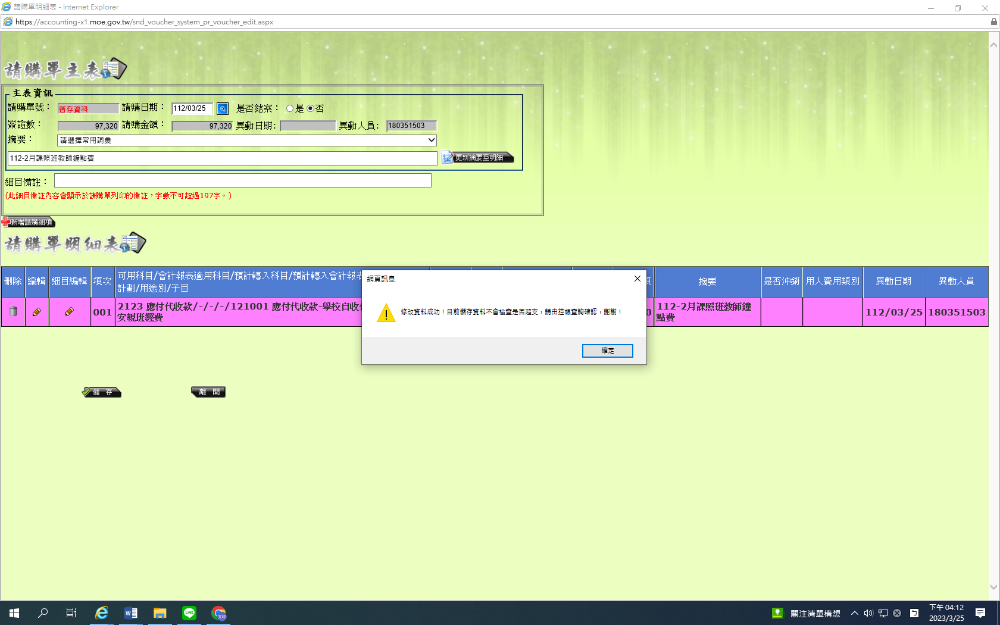 請購單明細表 - Internet Explorer
https://accounting-x1.moe.gov.tw/snd_voucher_system_pr_voucher_edit.aspx
請購單主表
主表資訊
請購單號： 暫存資料 請購日期： 112/03/25 是否結案： 是 否
簽證數： 97,320 請購金額： 97,320 異動日期: 異動人員: 180351503
摘要： 請選擇常用詞彙
112-2月課照班教師鐘點費 更新摘要至明細
細目備註：
(此細目備註內容會顯示於請購單列印的備註，字數不可超過197字。)
新增請購細項
請購單明細表
刪除 編輯 細目編輯 項次 可用科目/會計報表適用科目/預計轉入科目/預計轉入會計報表 摘要 是否沖銷 用人費用類別 異動日期 異動人員
計劃/用途別/子目
001 2123 應付代收款/-/-/-/121001 應付代收款-學校自收 0 112-2月課照班教師鐘 112/03/25 180351503
安親班經費 點費
網頁訊息
修改資料成功！目前儲存資料不會檢查是否超支，請由控帳查詢確認，謝謝！
確定
儲 存 離 開
關注清單構想
下午 04:12
2023/3/25